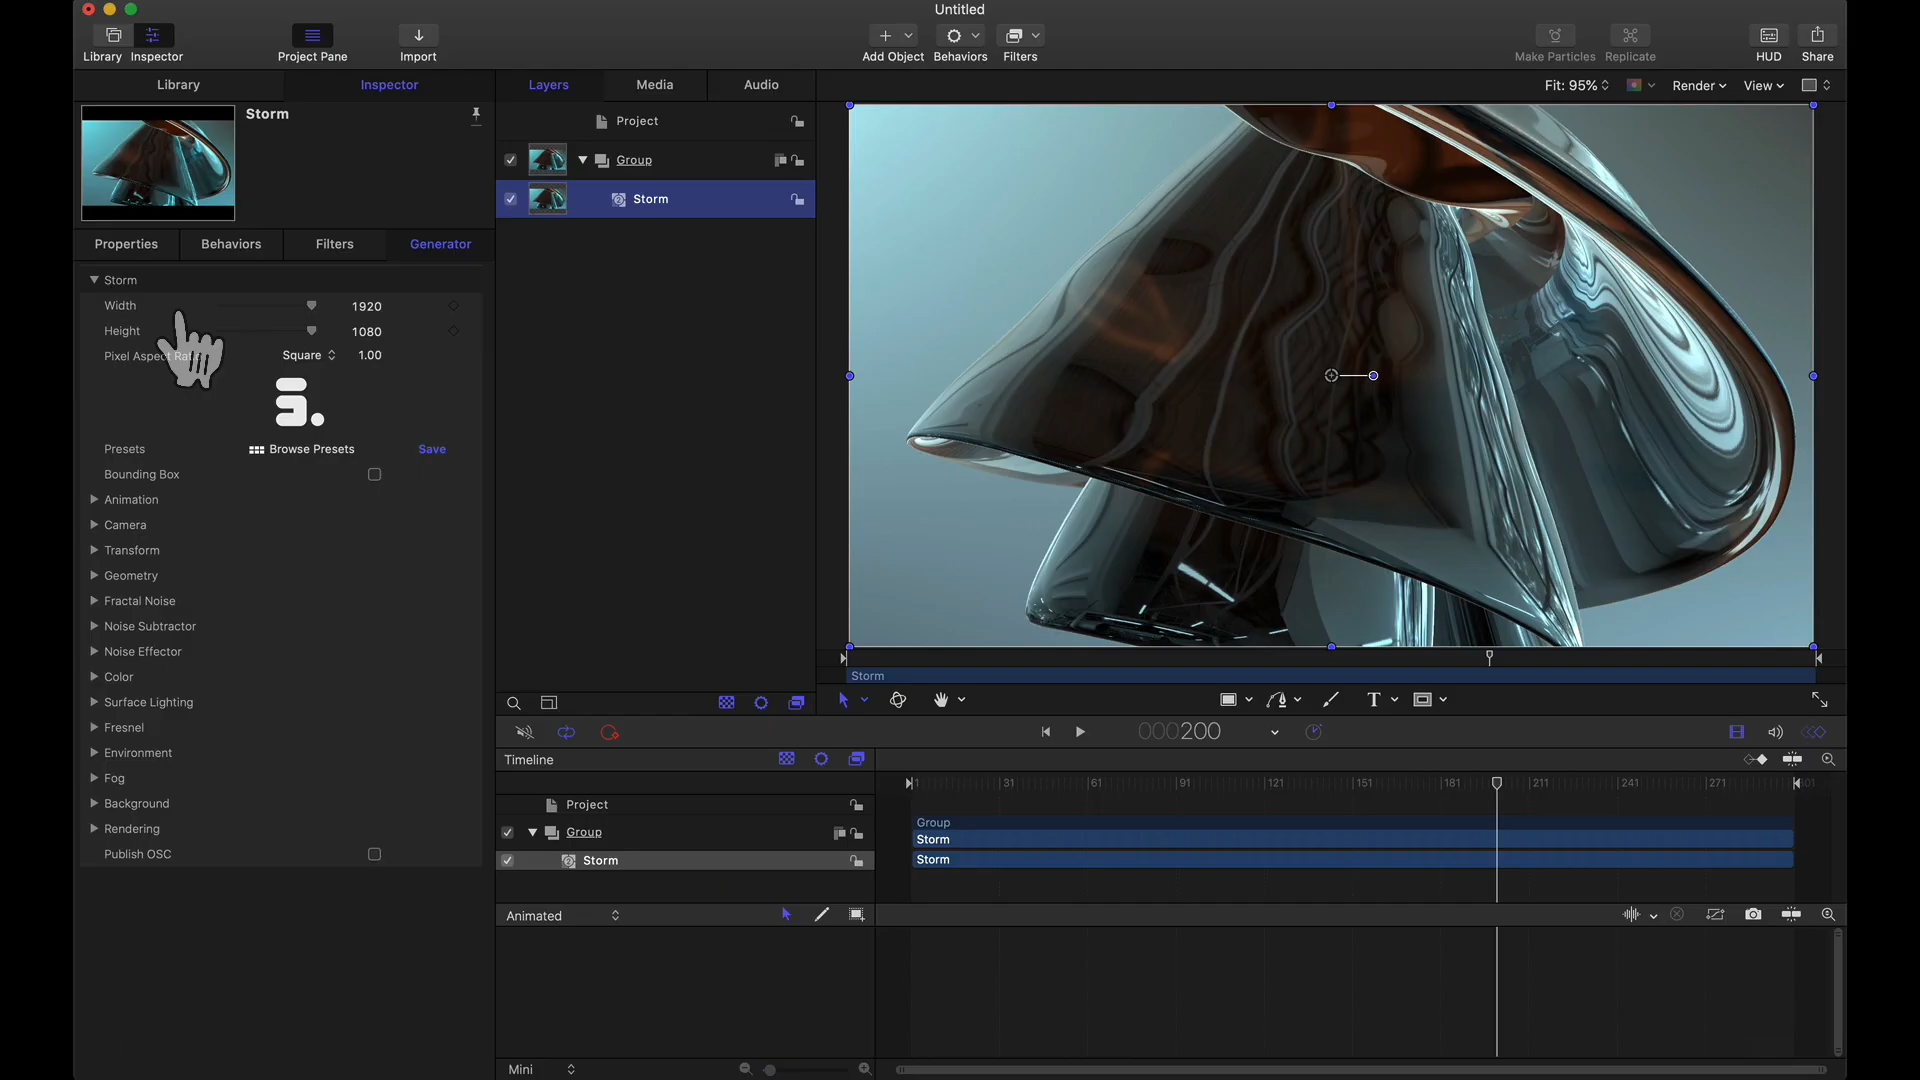 Untitled
Library
Inspector
Project Pane
Import
Add Object
Behaviors
Filters
Make Particles
Replicate
HUD
Share
Library
Inspector
Layers
Media
Audio
Fit: 95%
Render
View
Storm
Project
Group
Storm
Properties
Behaviors
Filters
Generator
Storm
Width
1920
Height
1080
Pixel Aspect
Square
1.00
Presets
Browse Presets
Save
Bounding Box
Animation
Camera
Transform
Geometry
Fractal Noise
Noise Subtractor
Noise Effector
Color
Surface Lighting
Fresnel
Environment
Fog
Background
Rendering
Publish OSC
Storm
T
000200
Timeline
1
31
61
91
121
151
181
211
241
271
301
Project
Group
Storm
Group
Storm
Storm
Animated
Mini